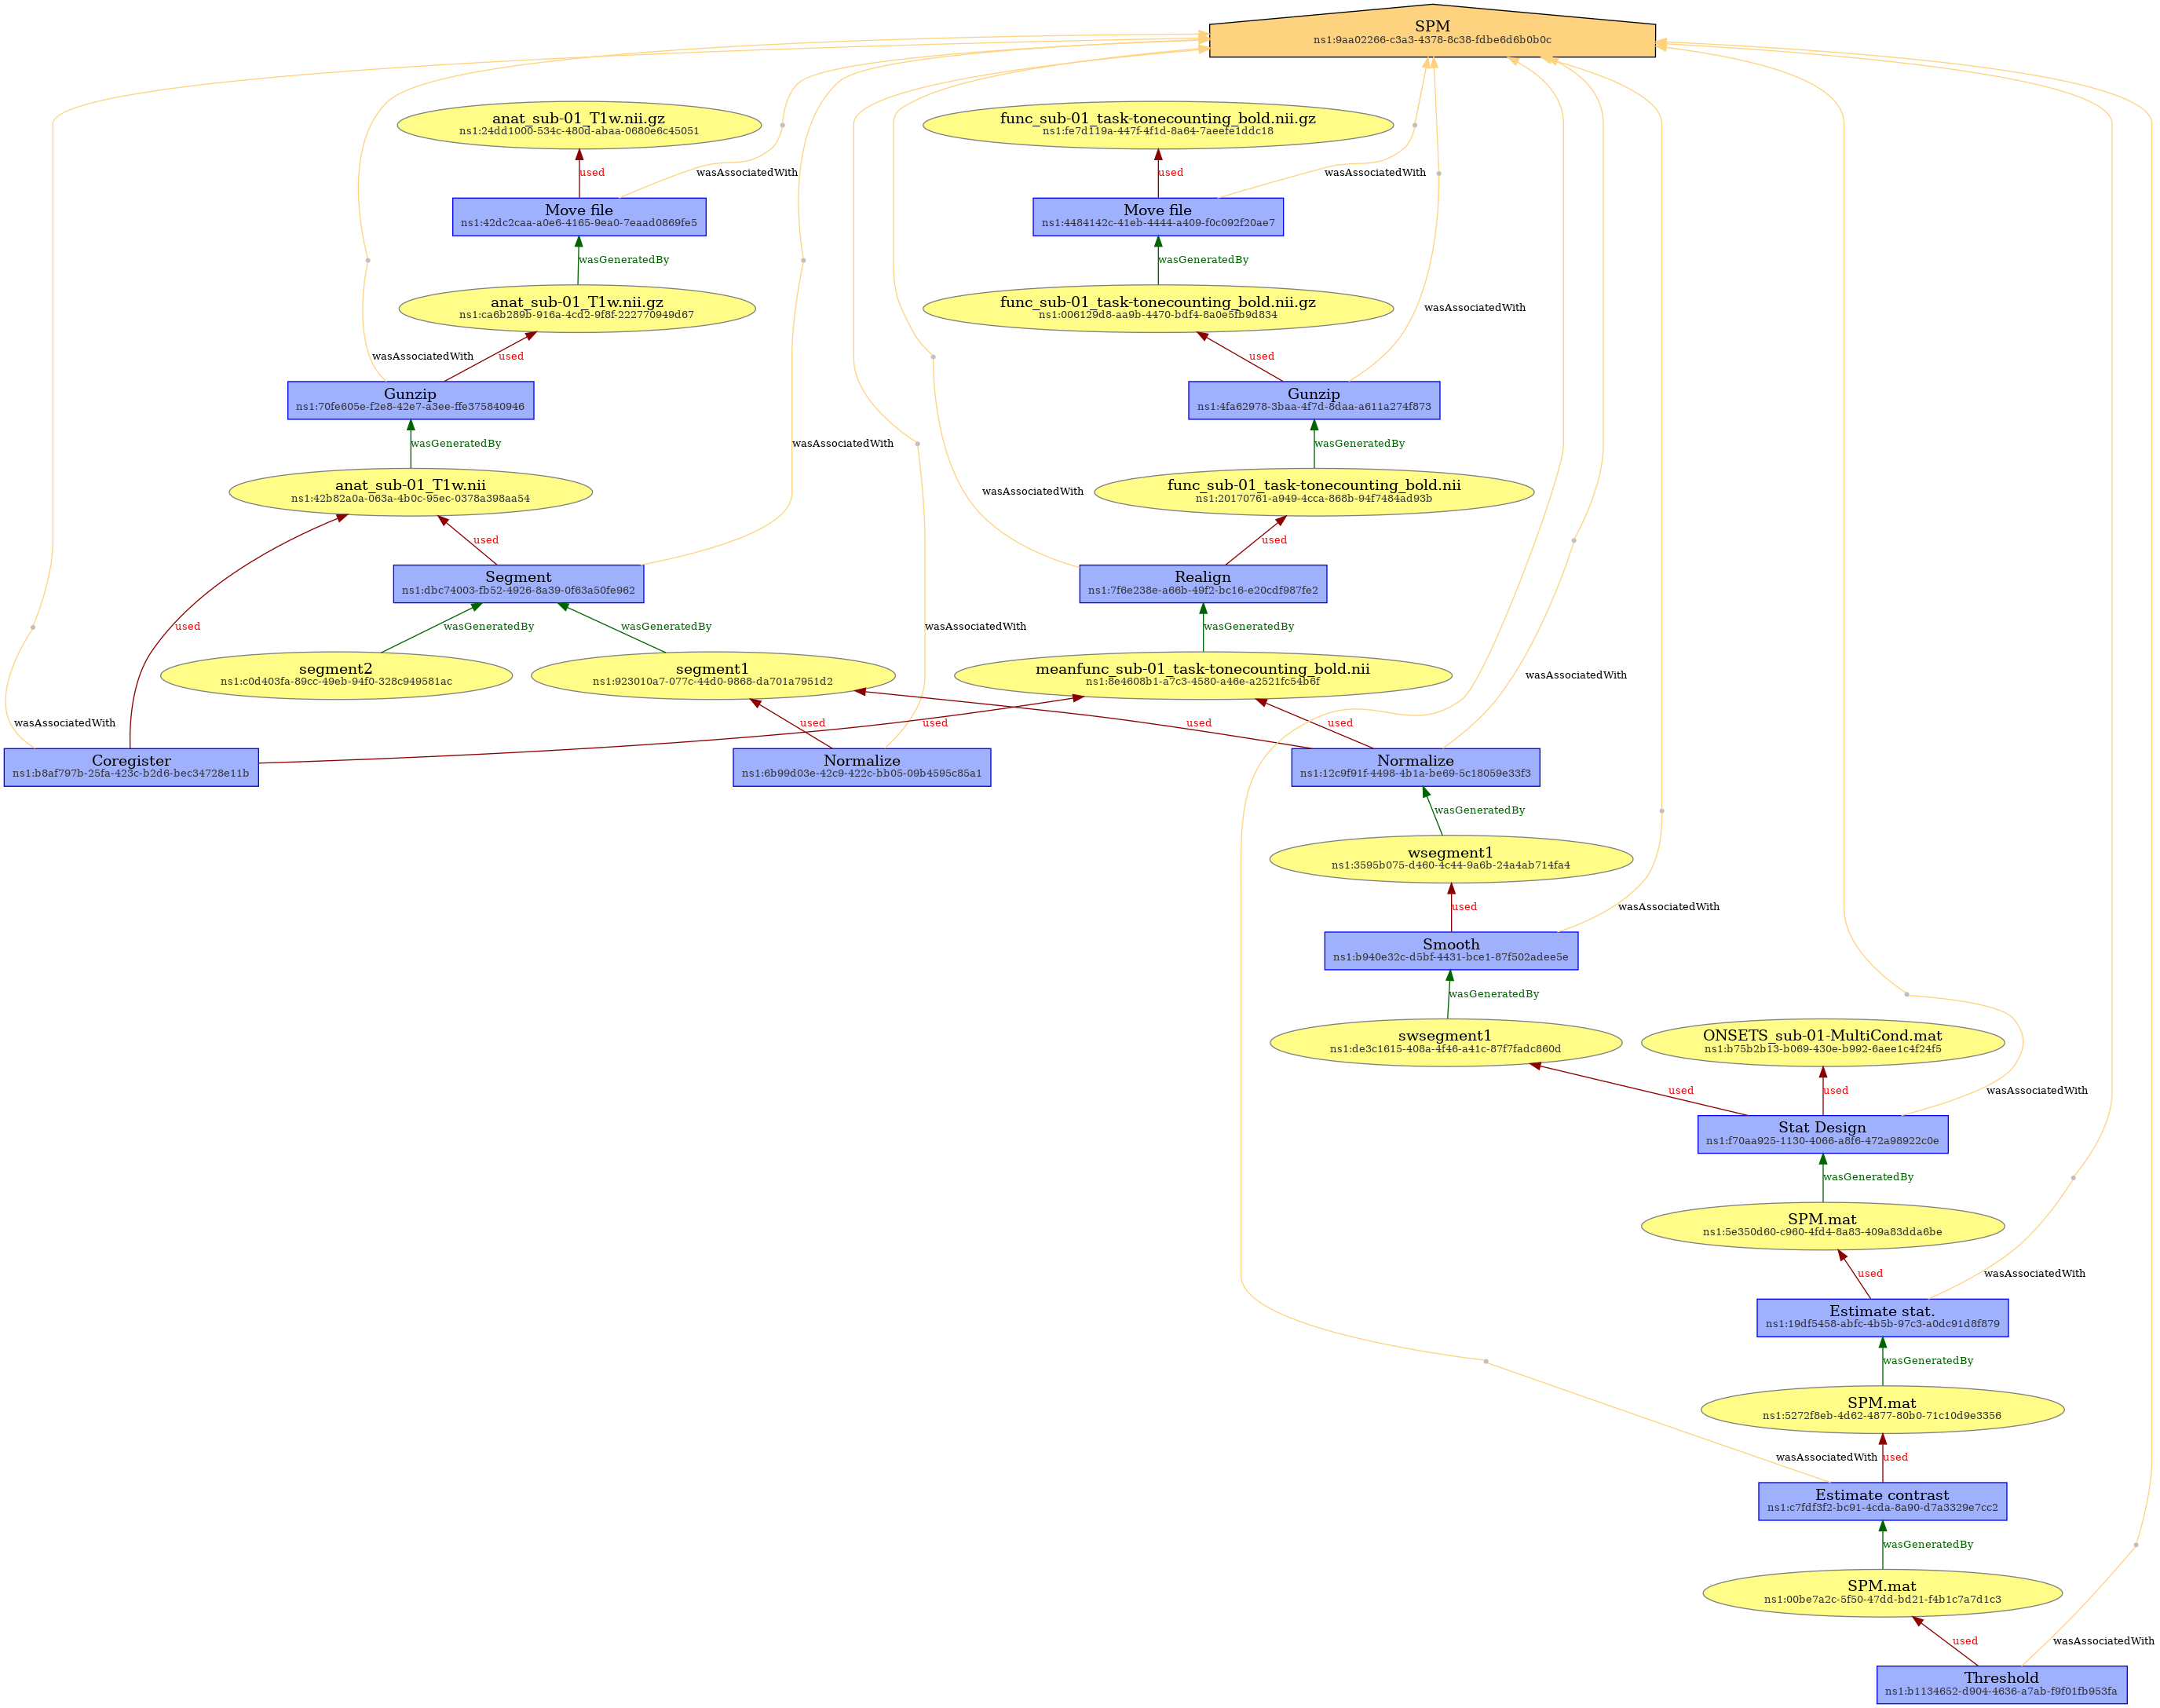 SPM
ns1:9aa02266-c3a3-4378-8c38-fdbe6d6b0b0c
anat_sub-01_T1w.nii.gz
ns1:24dd1000-534c-480d-abaa-0680e6c45051
func_sub-01_task-tonecounting_bold.nii.gz
ns1:fe7d119a-447f-4f1d-8a64-7aeefe1ddc18
used
wasAssociatedWith
used
wasAssociatedWith
Move file
ns1:42dc2caa-a0e6-4165-9ea0-7eaad0869fe5
Move file
ns1:4484142c-41eb-4444-a409-f0c092f20ae7
wasGeneratedBy
wasGeneratedBy
anat_sub-01_T1w.nii.gz
ns1:ca6b289b-916a-4cd2-9f8f-222770949d67
func_sub-01_task-tonecounting_bold.nii.gz
ns1:006129d8-aa9b-4470-bdf4-8a0e5fb9d834
wasAssociatedWith
wasAssociatedWith
used
used
Gunzip
ns1:70fe605e-f2e8-42e7-a3ee-ffe375840946
Gunzip
ns1:4fa62978-3baa-4f7d-8daa-a611a274f873
wasGeneratedBy
wasAssociatedWith
wasGeneratedBy
anat_sub-01_T1w.nii
ns1:42b82a0a-063a-4b0c-95ec-0378a398aa54
wasAssociatedWith
func_sub-01_task-tonecounting_bold.nii
ns1:20170761-a949-4cca-868b-94f7484ad93b
used
used
Segment
ns1:dbc74003-fb52-4926-8a39-0f63a50fe962
Realign
ns1:7f6e238e-a66b-49f2-bc16-e20cdf987fe2
used
wasGeneratedBy
wasGeneratedBy
wasAssociatedWith
wasGeneratedBy
segment2
ns1:c0d403fa-89cc-49eb-94f0-328c949581ac
segment1
ns1:923010a7-077c-44d0-9868-da701a7951d2
meanfunc_sub-01_task-tonecounting_bold.nii
ns1:8e4608b1-a7c3-4580-a46e-a2521fc54b6f
wasAssociatedWith
wasAssociatedWith
used
used
used
used
Coregister
ns1:b8af797b-25fa-423c-b2d6-bec34728e11b
Normalize
ns1:6b99d03e-42c9-422c-bb05-09b4595c85a1
Normalize
ns1:12c9f91f-4498-4b1a-be69-5c18059e33f3
wasGeneratedBy
wsegment1
ns1:3595b075-d460-4c44-9a6b-24a4ab714fa4
used
wasAssociatedWith
Smooth
ns1:b940e32c-d5bf-4431-bce1-87f502adee5e
wasGeneratedBy
swsegment1
ns1:de3c1615-408a-4f46-a41c-87f7fadc860d
ONSETS_sub-01-MultiCond.mat
ns1:b75b2b13-b069-430e-b992-6aee1c4f24f5
used
used
wasAssociatedWith
Stat Design
ns1:f70aa925-1130-4066-a8f6-472a98922c0e
wasGeneratedBy
SPM.mat
ns1:5e350d60-c960-4fd4-8a83-409a83dda6be
used
wasAssociatedWith
Estimate stat.
ns1:19df5458-abfc-4b5b-97c3-a0dc91d8f879
wasGeneratedBy
SPM.mat
ns1:5272f8eb-4d62-4877-80b0-71c10d9e3356
wasAssociatedWith
used
Estimate contrast
ns1:c7fdf3f2-bc91-4cda-8a90-d7a3329e7cc2
wasGeneratedBy
SPM.mat
ns1:00be7a2c-5f50-47dd-bd21-f4b1c7a7d1c3
used
wasAssociatedWith
Threshold
ns1:b1134652-d904-4636-a7ab-f9f01fb953fa